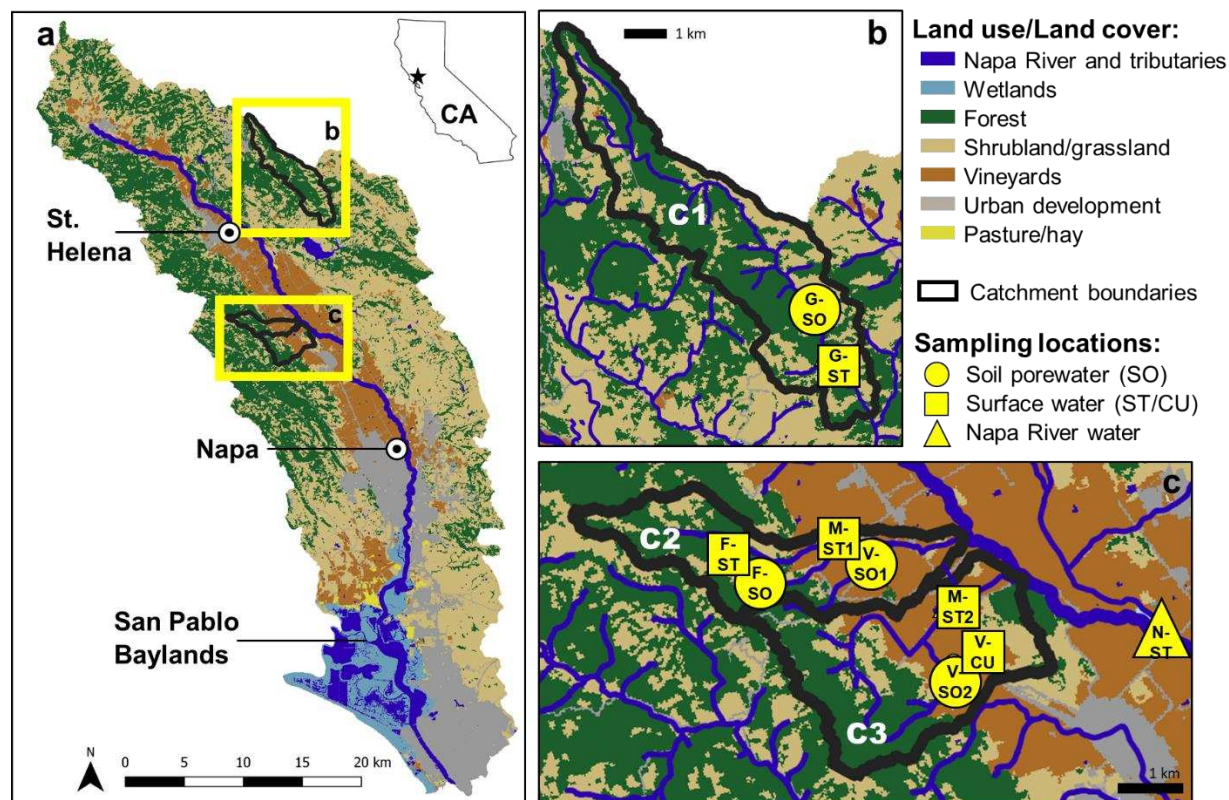 a
b
CA
St.
Helena
c
Napa
San Pablo
Baylands
N
0 10 20 km
b
1 km
C1
G-
SO
G-
ST
Land use/Land cover:
Napa River and tributaries
Wetlands
Forest
Shrubland/grassland
Vineyards
Urban development
Pasture/hay
Catchment boundaries
Sampling locations:
Soil porewater (SO)
Surface water (ST/CU)
Napa River water
c
C2
F-
ST
F-
SO
M-
ST1
V-
SO1
M-
ST2
V-
CU
V-
SO2
N-
ST
C3
1 km